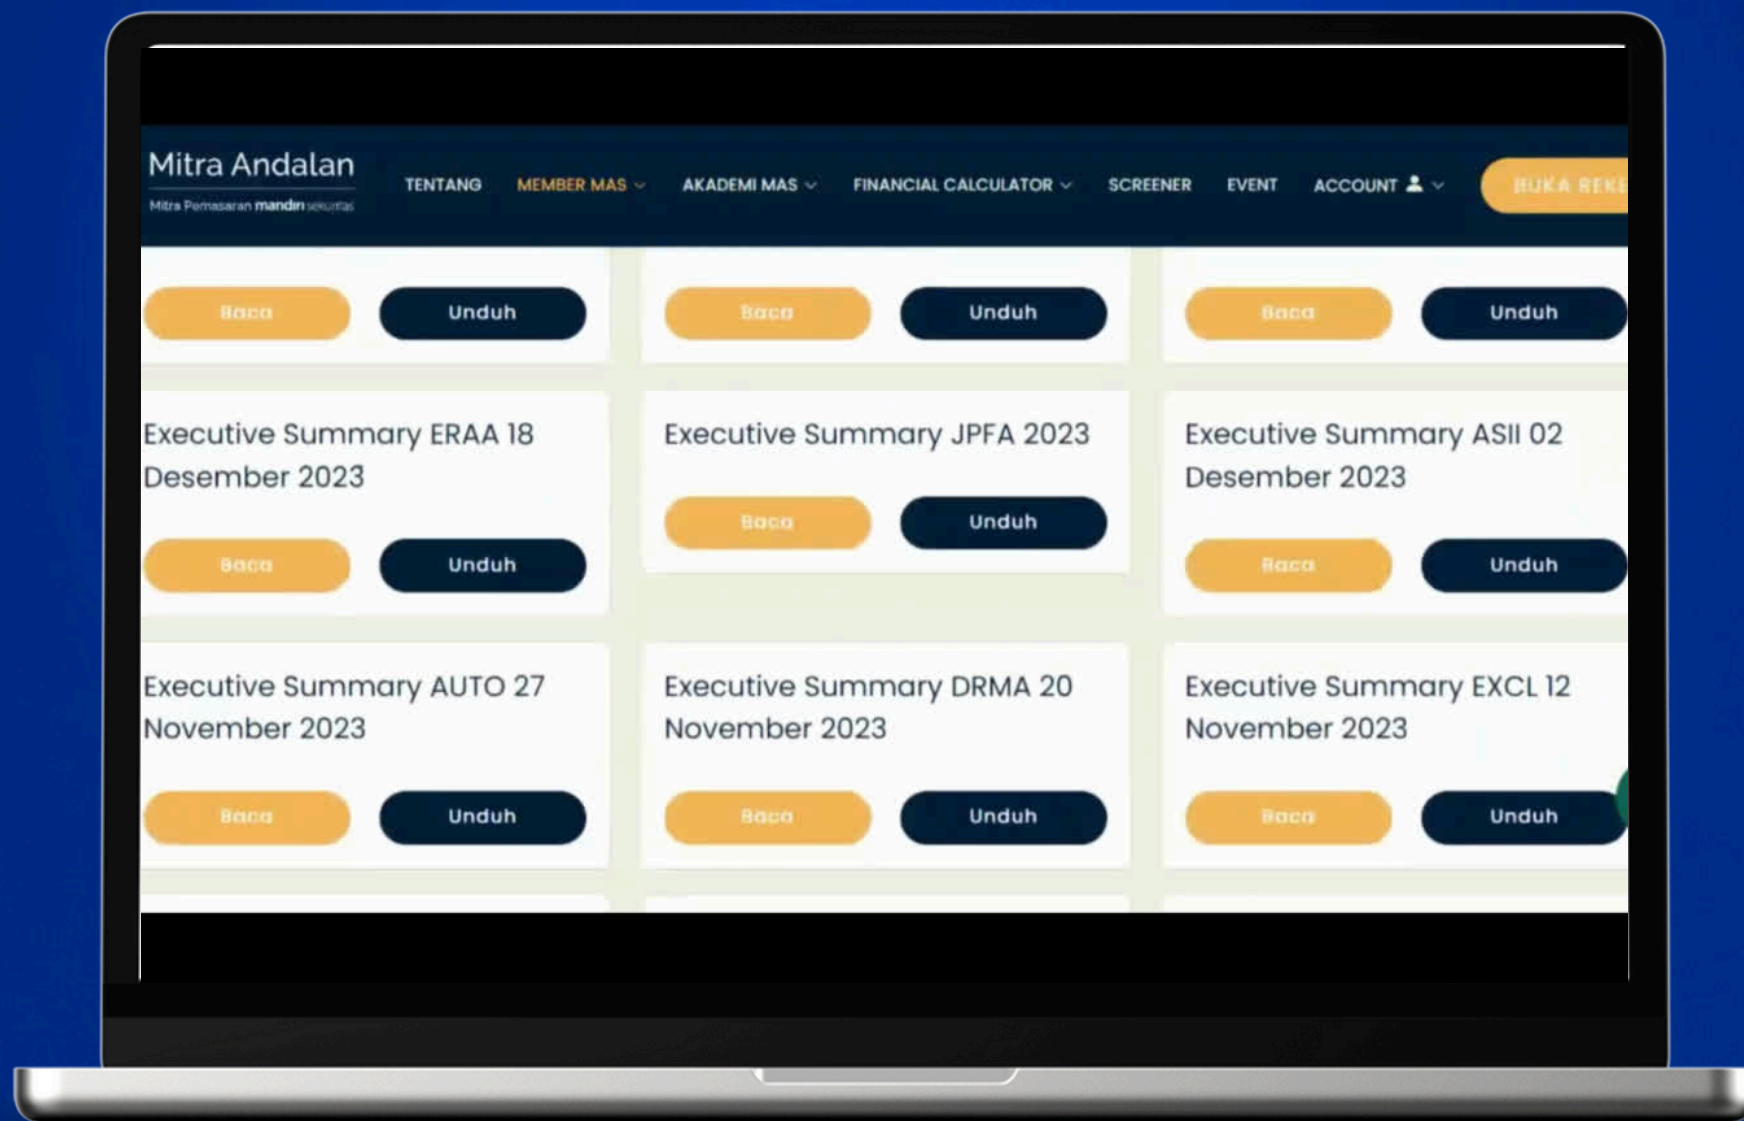 Mitra Andalan
Mitra Pemasaran mandiri sekuritas
TENTANG
MEMBER MAS
AKADEMI MAS
FINANCIAL CALCULATOR
SCREENER
EVENT
ACCOUNT
BUKA REKE
Baca Unduh Baca Unduh Baca Unduh
Executive Summary ERAA 18
Desember 2023
Baca Unduh
Executive Summary JPFA 2023
Baca Unduh
Executive Summary ASII 02
Desember 2023
Baca Unduh
Executive Summary AUTO 27
November 2023
Baca Unduh
Executive Summary DRMA 20
November 2023
Baca Unduh
Executive Summary EXCL 12
November 2023
Baca Unduh